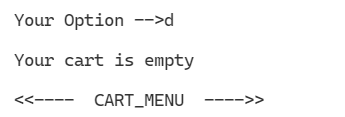 Your Option -->d
Your cart is empty
<<---- CART_MENU ---->>